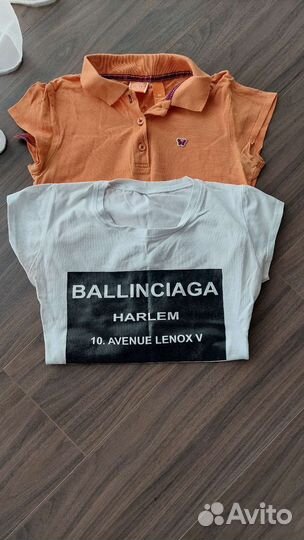 BALLINCIAGA
HARLEM
10. AVENUE LENOX V
Avito